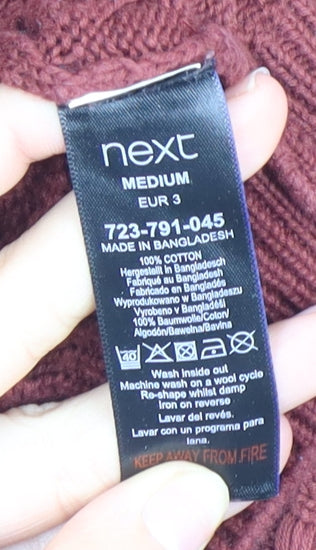 next
MEDIUM
EUR 3
723-791-045
MADE IN BANGLADESH
100% COTTON
Hergestellt in Bangladesch
Fabriqué au Bangladesh
Fabricado en Bangladés
Wyprodukowano w Bangladeszu
Vyrobeno v Bangladéši
100% Baumwolle/Coton/
Algodón/Bawełna/Bavlna
40
Wash inside out
Machine wash on a wool cycle
Re-shape whilst damp
Iron on reverse
Lavar del revés.
Lavar con un programa para
lana.
KEEP AWAY FROM FIRE